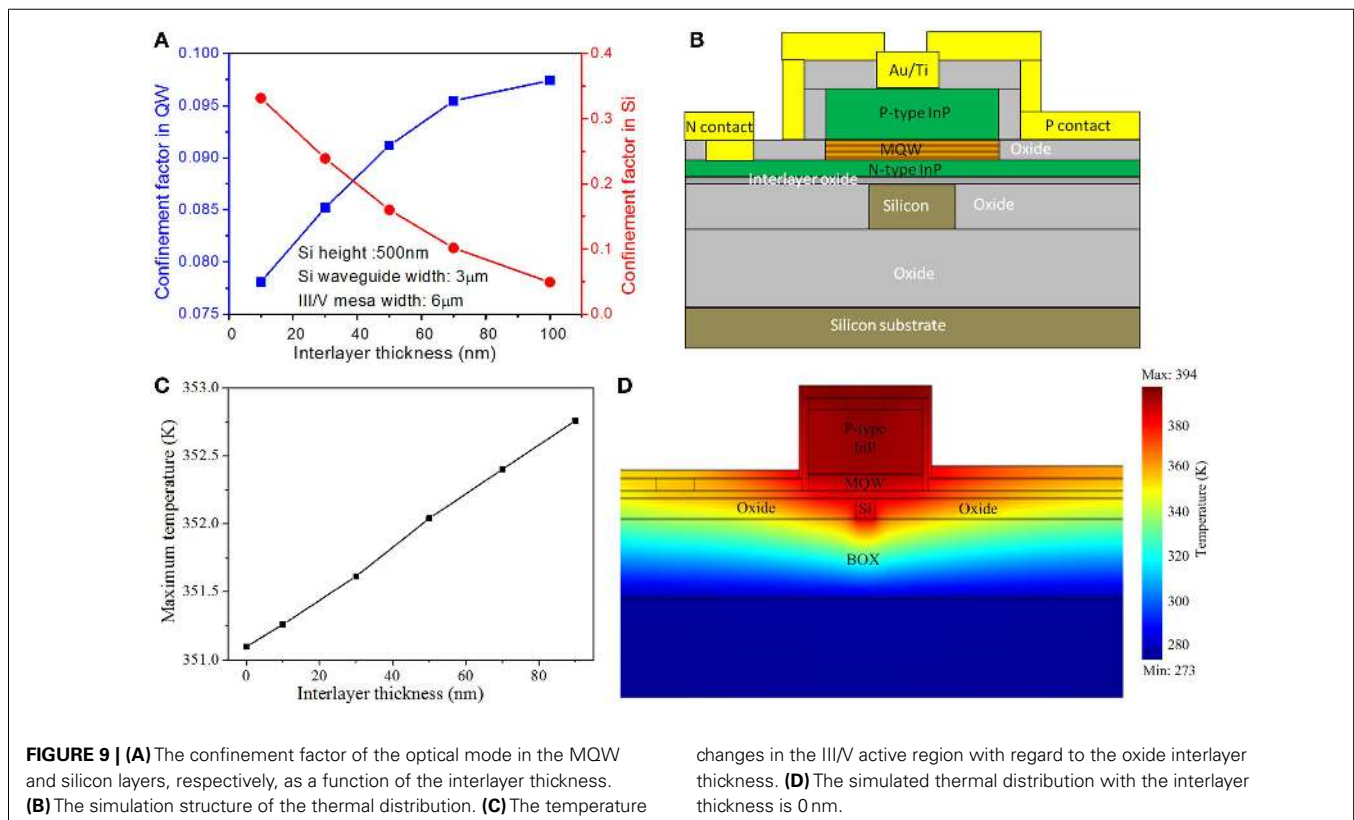 A
0.100
0.095
0.090
0.085
0.080
0.075
Confinement factor in QW
0.4
0.3
0.2
0.1
0.0
Confinement factor in Si
Si height :500nm
Si waveguide width: 3μm
III/V mesa width: 6μm
0 20 40 60 80 100
Interlayer thickness (nm)
B
Au/Ti
P-type InP
N contact
P contact
MQW
Oxide
N-type InP
Interlayer oxide
Silicon
Oxide
Oxide
Silicon substrate
C
353.0
352.5
352.0
351.5
351.0
Maximum temperature (K)
0 20 40 60 80
Interlayer thickness (nm)
D
P-type
InP
MQW
Oxide
Si
Oxide
BOX
Max: 394
380
360
340
320
300
280
Temperature (K)
Min: 273
FIGURE 9 | (A) The confinement factor of the optical mode in the MQW
and silicon layers, respectively, as a function of the interlayer thickness.
(B) The simulation structure of the thermal distribution. (C) The temperature
changes in the III/V active region with regard to the oxide interlayer
thickness. (D) The simulated thermal distribution with the interlayer
thickness is 0 nm.